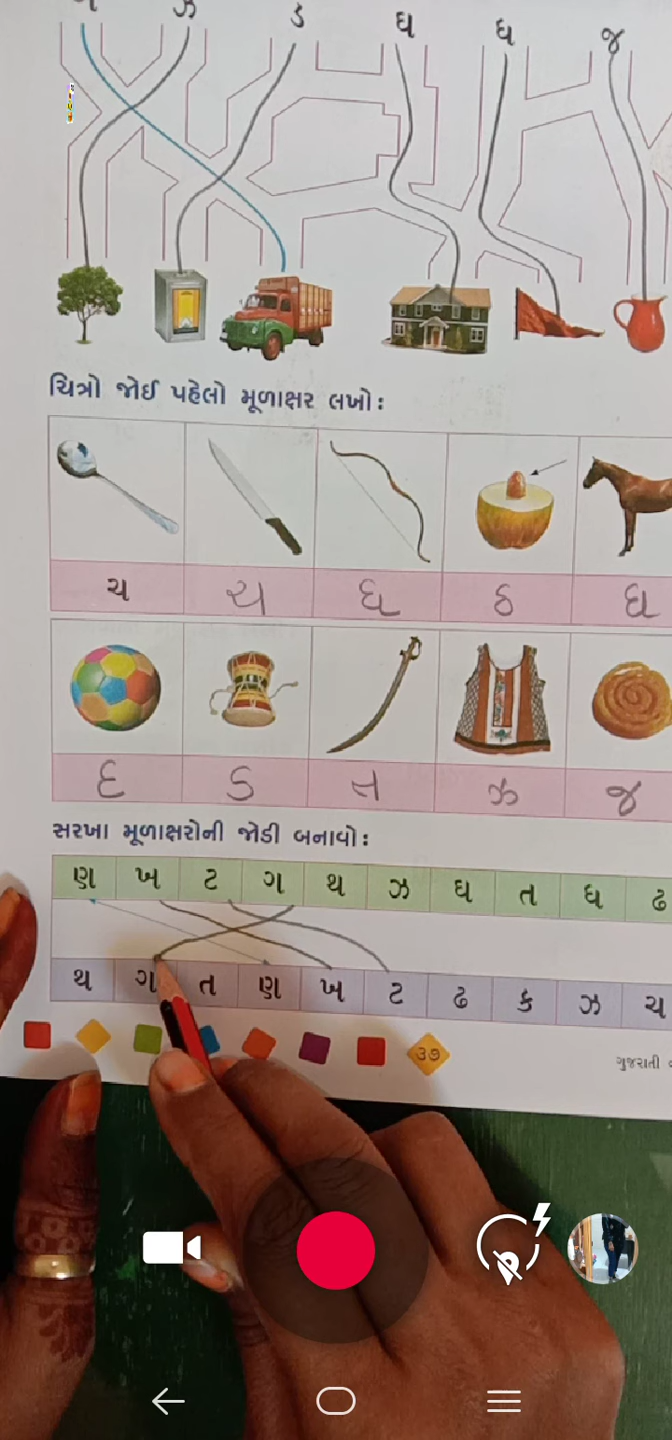 ઝ ડ ઘ ધ જ
ચિત્રો જોઈ પહેલો મૂળાક્ષર લખો :
ચ ચ ધ ઠ ઘ
દ ડ ત ઝ જ
સરખા મૂળાક્ષરોની જોડી બનાવો :
ણ ખ ટ ગ થ ઝ ઘ ત ધ ઢ
થ ગ ત ણ ખ ટ ઢ ક ઝ ચ
૩૭
ગુજરાતી